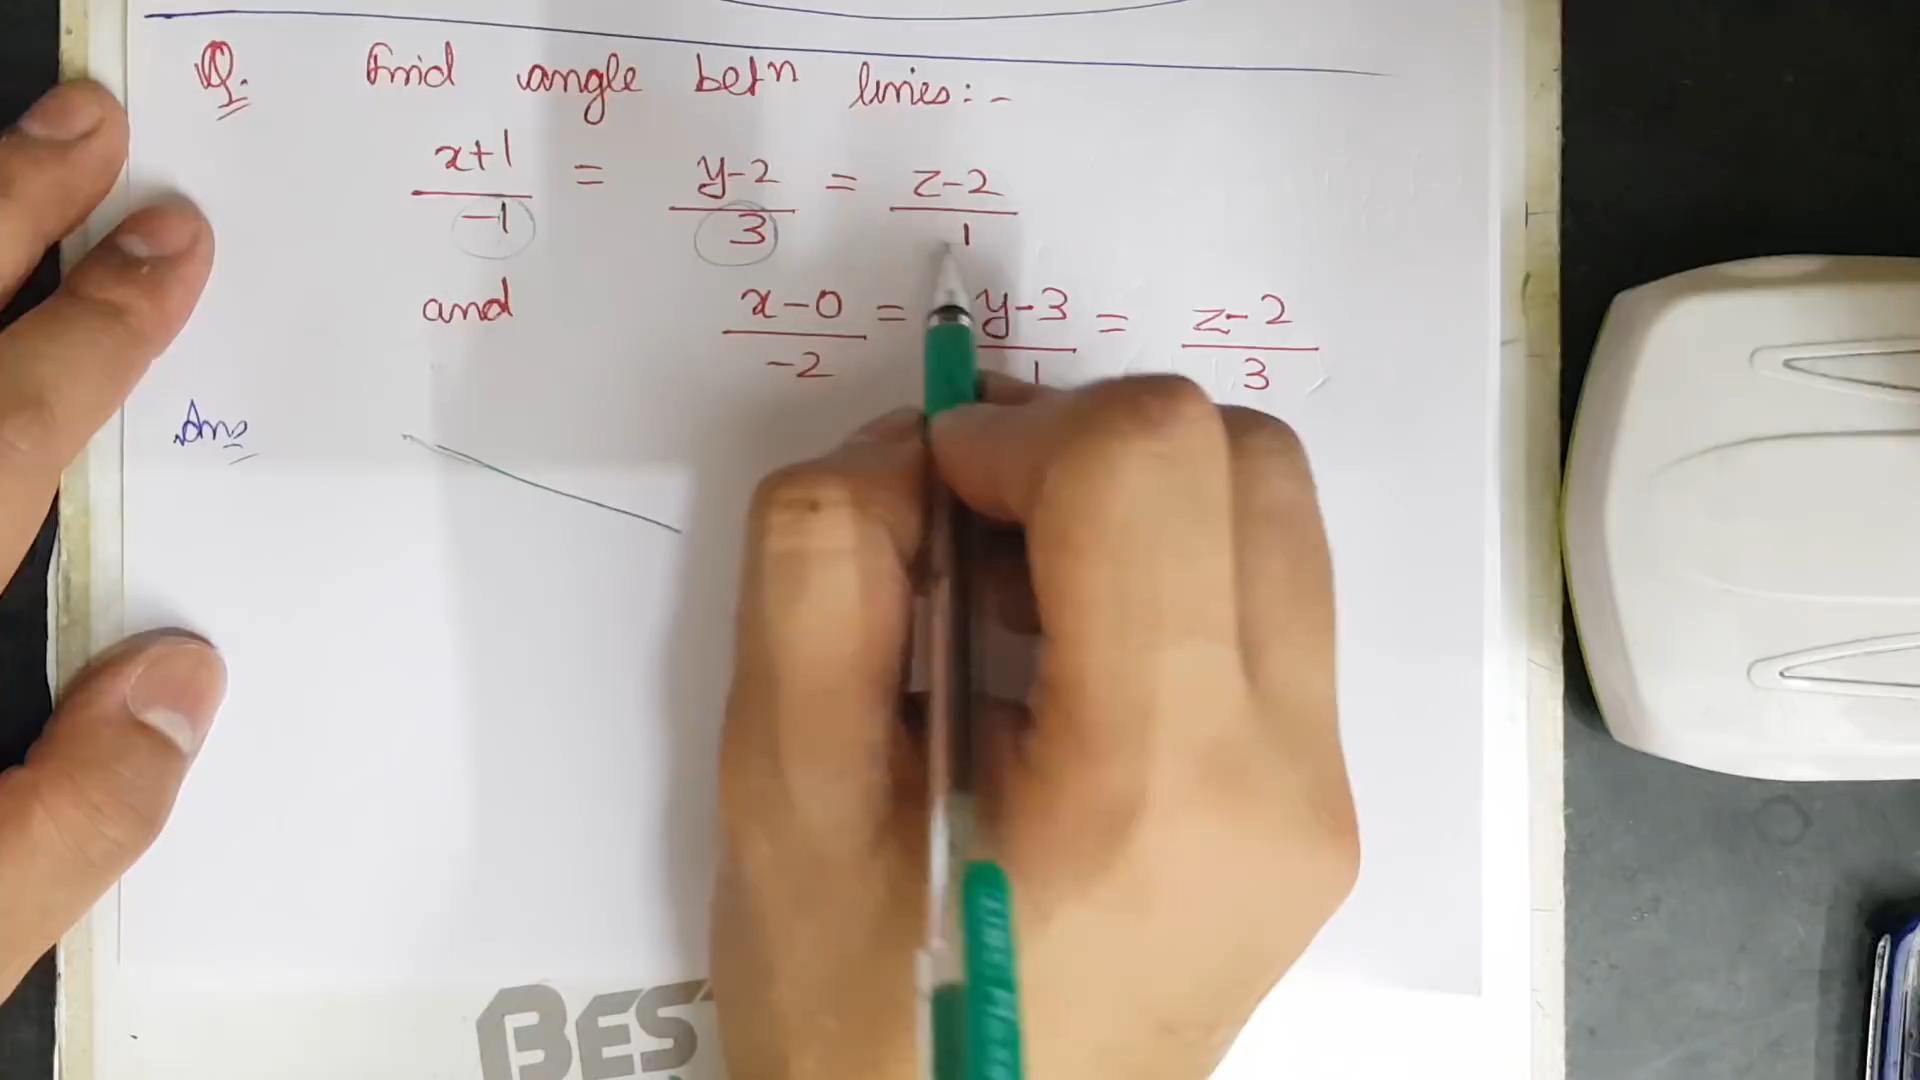 Q. Find angle betn lines:-
x+1/-1 = y-2/3 = z-2/1
and x-0/-2 = y-3/1 = z-2/3
Ans
BES